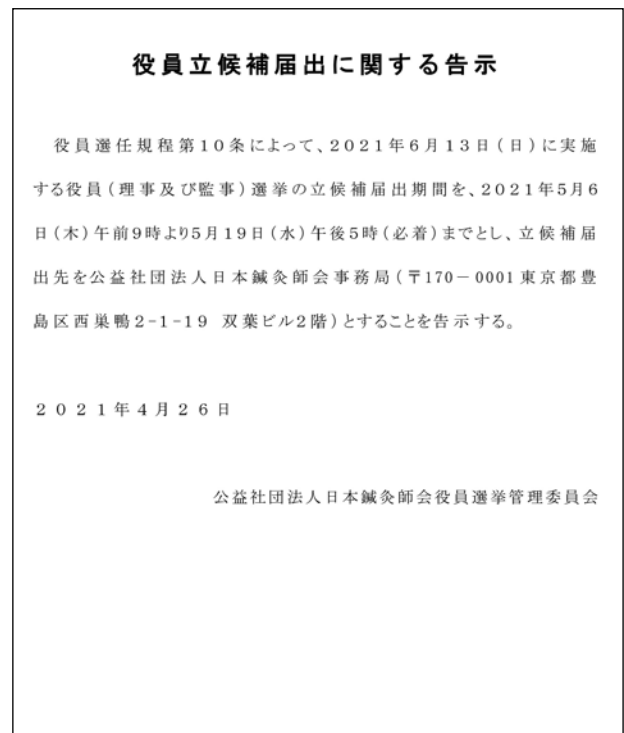 役員立候補届出に関する告示
役員選任規程第10条によって、2021年6月13日(日)に実施
する役員(理事及び監事)選挙の立候補届出期間を、2021年5月6
日(木)午前9時より5月19日(水)午後5時(必着)までとし、立候補届
出先を公益社団法人日本鍼灸師会事務局(〒170-0001東京都豊
島区西巣鴨2-1-19 双葉ビル2階)とすることを告示する。
2021年4月26日
公益社団法人日本鍼灸師会役員選挙管理委員会